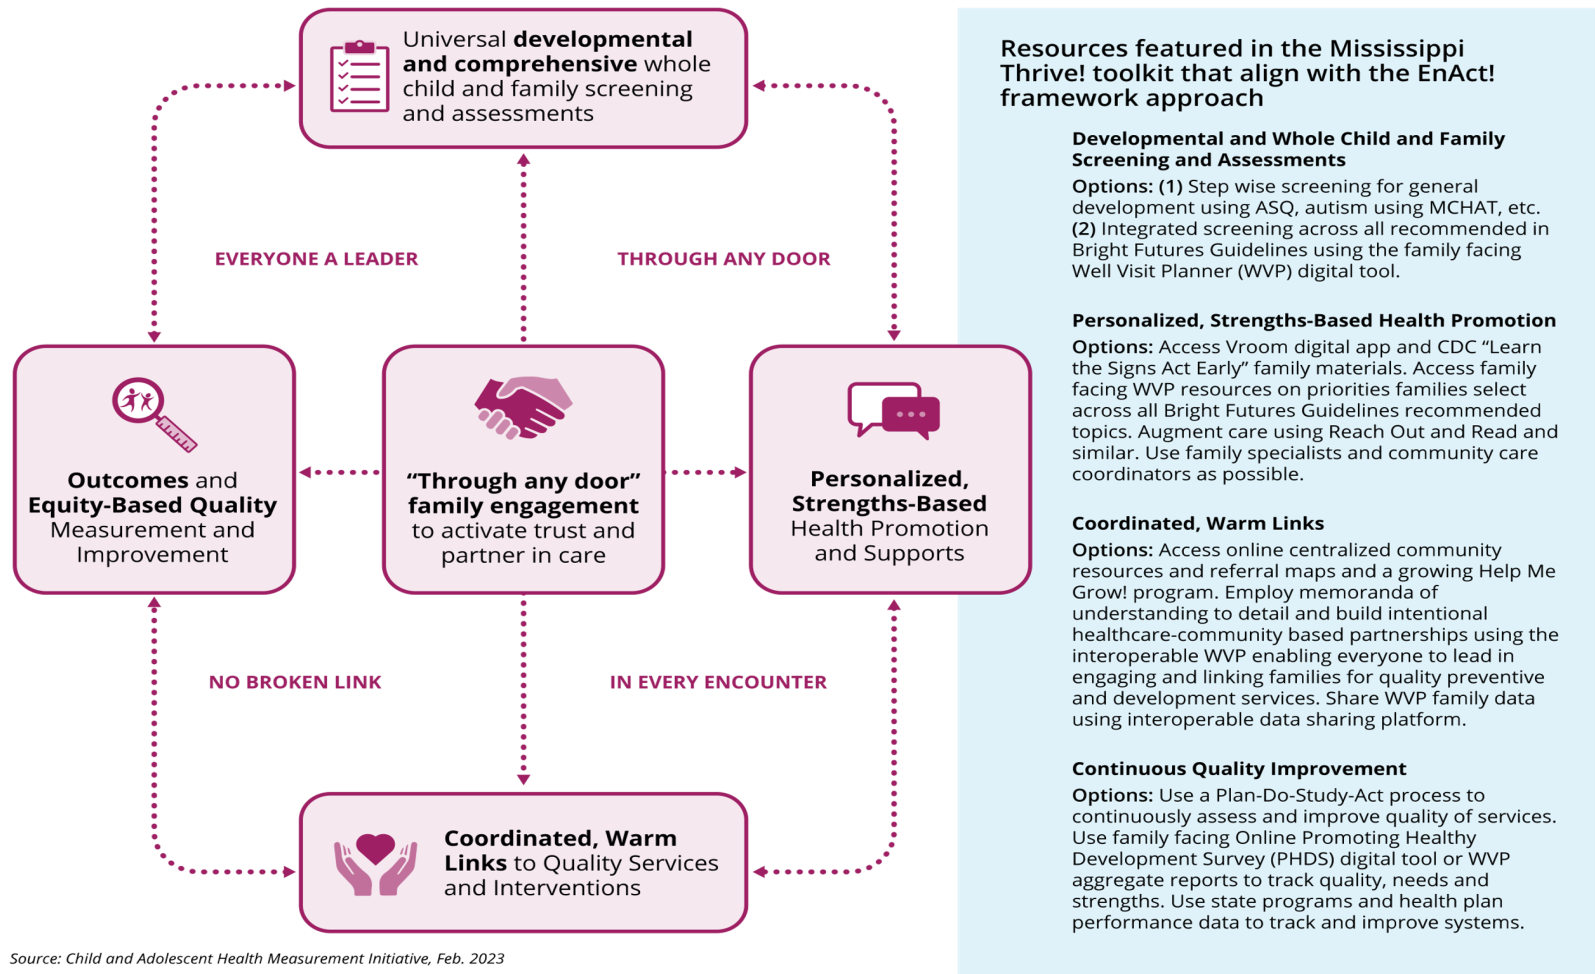 Universal developmental
and comprehensive whole
child and family screening
and assessments
EVERYONE A LEADER
THROUGH ANY DOOR
Outcomes and
Equity-Based Quality
Measurement and
Improvement
“Through any door”
family engagement
to activate trust and
partner in care
Personalized,
Strengths-Based
Health Promotion
and Supports
NO BROKEN LINK
IN EVERY ENCOUNTER
Coordinated, Warm
Links to Quality Services
and Interventions
Source: Child and Adolescent Health Measurement Initiative, Feb. 2023
Resources featured in the Mississippi
Thrive! toolkit that align with the EnAct!
framework approach
Developmental and Whole Child and Family
Screening and Assessments
Options: (1) Step wise screening for general
development using ASQ, autism using MCHAT, etc.
(2) Integrated screening across all recommended in
Bright Futures Guidelines using the family facing
Well Visit Planner (WVP) digital tool.
Personalized, Strengths-Based Health Promotion
Options: Access Vroom digital app and CDC “Learn
the Signs Act Early” family materials. Access family
facing WVP resources on priorities families select
across all Bright Futures Guidelines recommended
topics. Augment care using Reach Out and Read and
similar. Use family specialists and community care
coordinators as possible.
Coordinated, Warm Links
Options: Access online centralized community
resources and referral maps and a growing Help Me
Grow! program. Employ memoranda of
understanding to detail and build intentional
healthcare-community based partnerships using the
interoperable WVP enabling everyone to lead in
engaging and linking families for quality preventive
and development services. Share WVP family data
using interoperable data sharing platform.
Continuous Quality Improvement
Options: Use a Plan-Do-Study-Act process to
continuously assess and improve quality of services.
Use family facing Online Promoting Healthy
Development Survey (PHDS) digital tool or WVP
aggregate reports to track quality, needs and
strengths. Use state programs and health plan
performance data to track and improve systems.